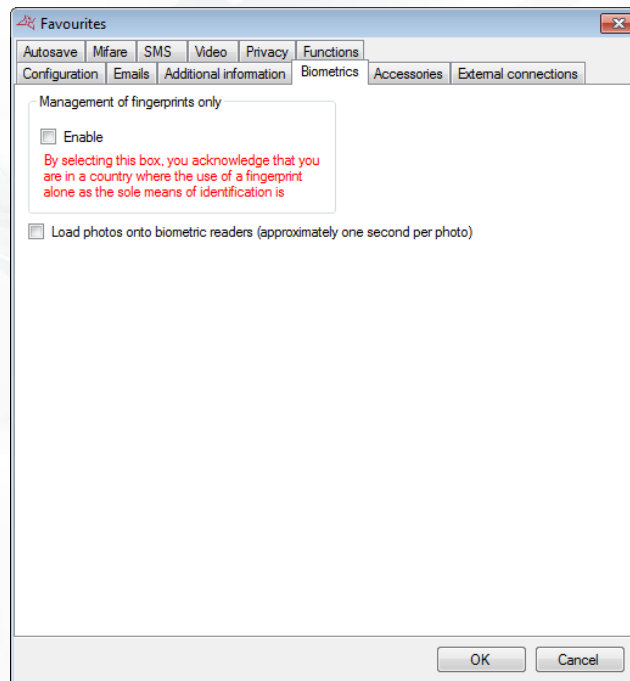 Favourites
Autosave Mifare SMS Video Privacy Functions
Configuration Emails Additional information Biometrics Accessories External connections
Management of fingerprints only
Enable
By selecting this box, you acknowledge that you
are in a country where the use of a fingerprint
alone as the sole means of identification is
Load photos onto biometric readers (approximately one second per photo)
OK Cancel